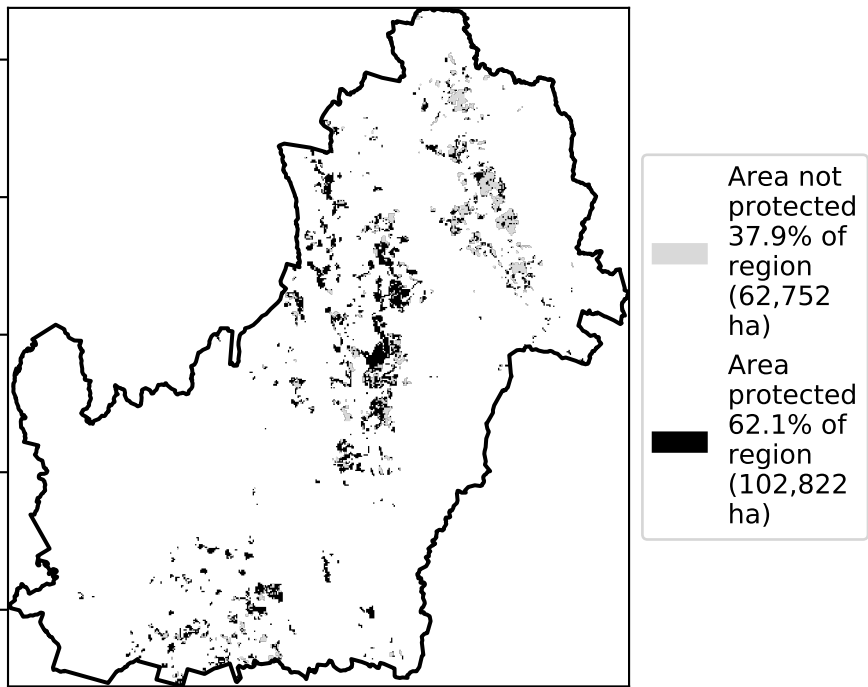 Area not
protected
37.9% of
region
(62,752
ha)
Area
protected
62.1% of
region
(102,822
ha)